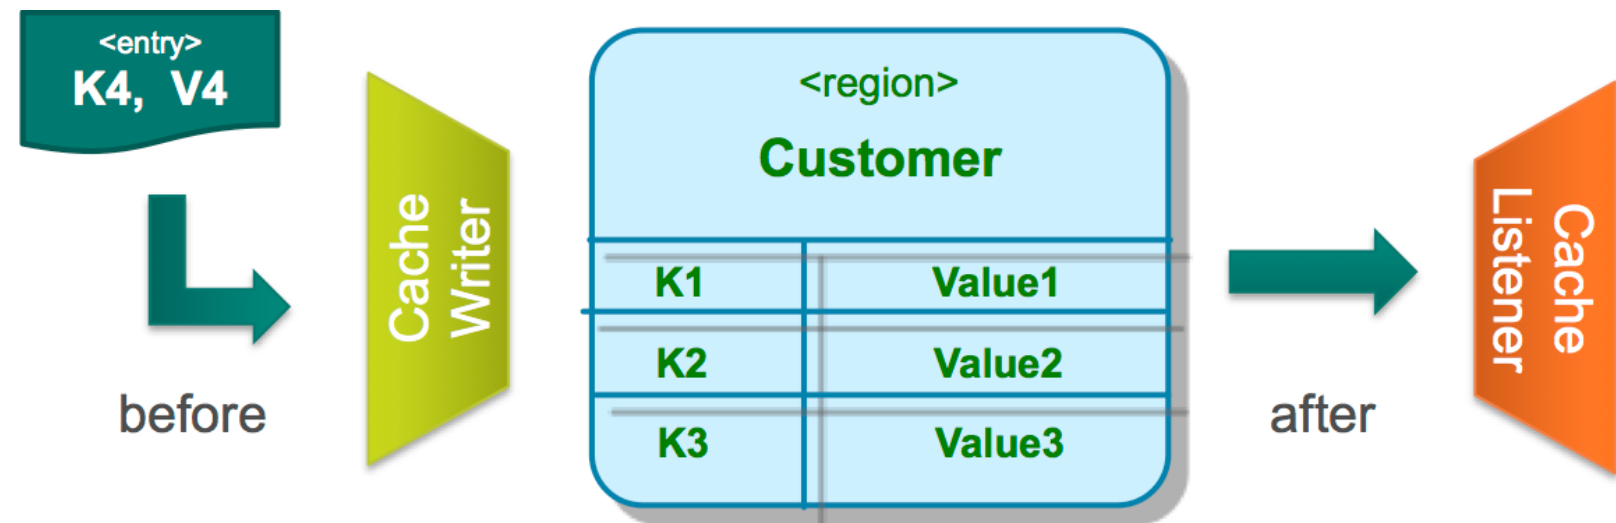 <entry>
K4, V4
before
Cache
Writer
<region>
Customer
K1 Value1
K2 Value2
K3 Value3
after
Cache
Listener